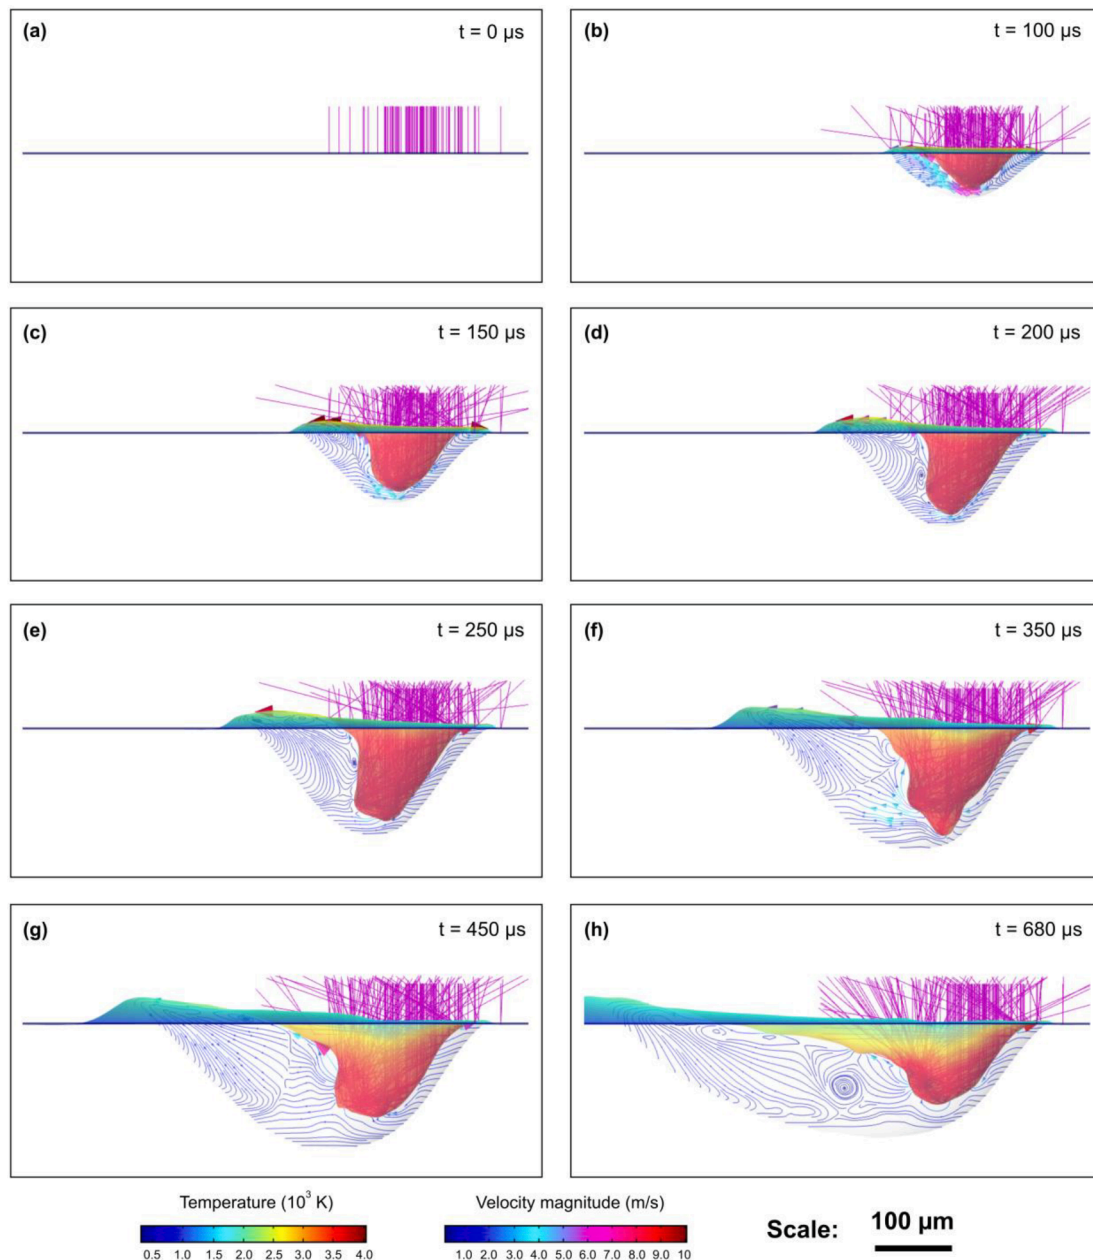 (a) t = 0 μs
(b) t = 100 μs
(c) t = 150 μs
(d) t = 200 μs
(e) t = 250 μs
(f) t = 350 μs
(g) t = 450 μs
(h) t = 680 μs
Temperature (10³ K)
0.5 1.0 1.5 2.0 2.5 3.0 3.5 4.0
Velocity magnitude (m/s)
1.0 2.0 3.0 4.0 5.0 6.0 7.0 8.0 9.0 10
Scale: 100 μm